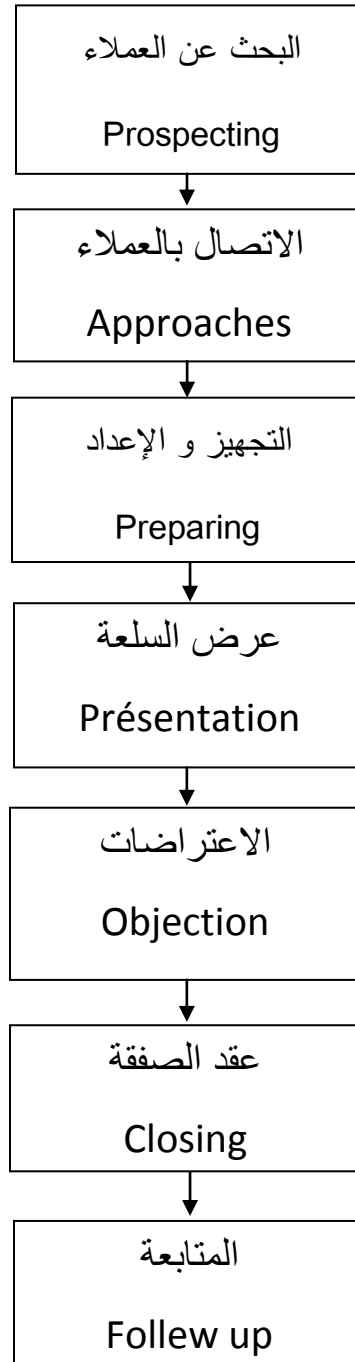 البحث عن العملاء
Prospecting
الاتصال بالعملاء
Approaches
التجهيز و الإعداد
Preparing
عرض السلعة
Présentation
الاعتراضات
Objection
عقد الصفقة
Closing
المتابعة
Follew up